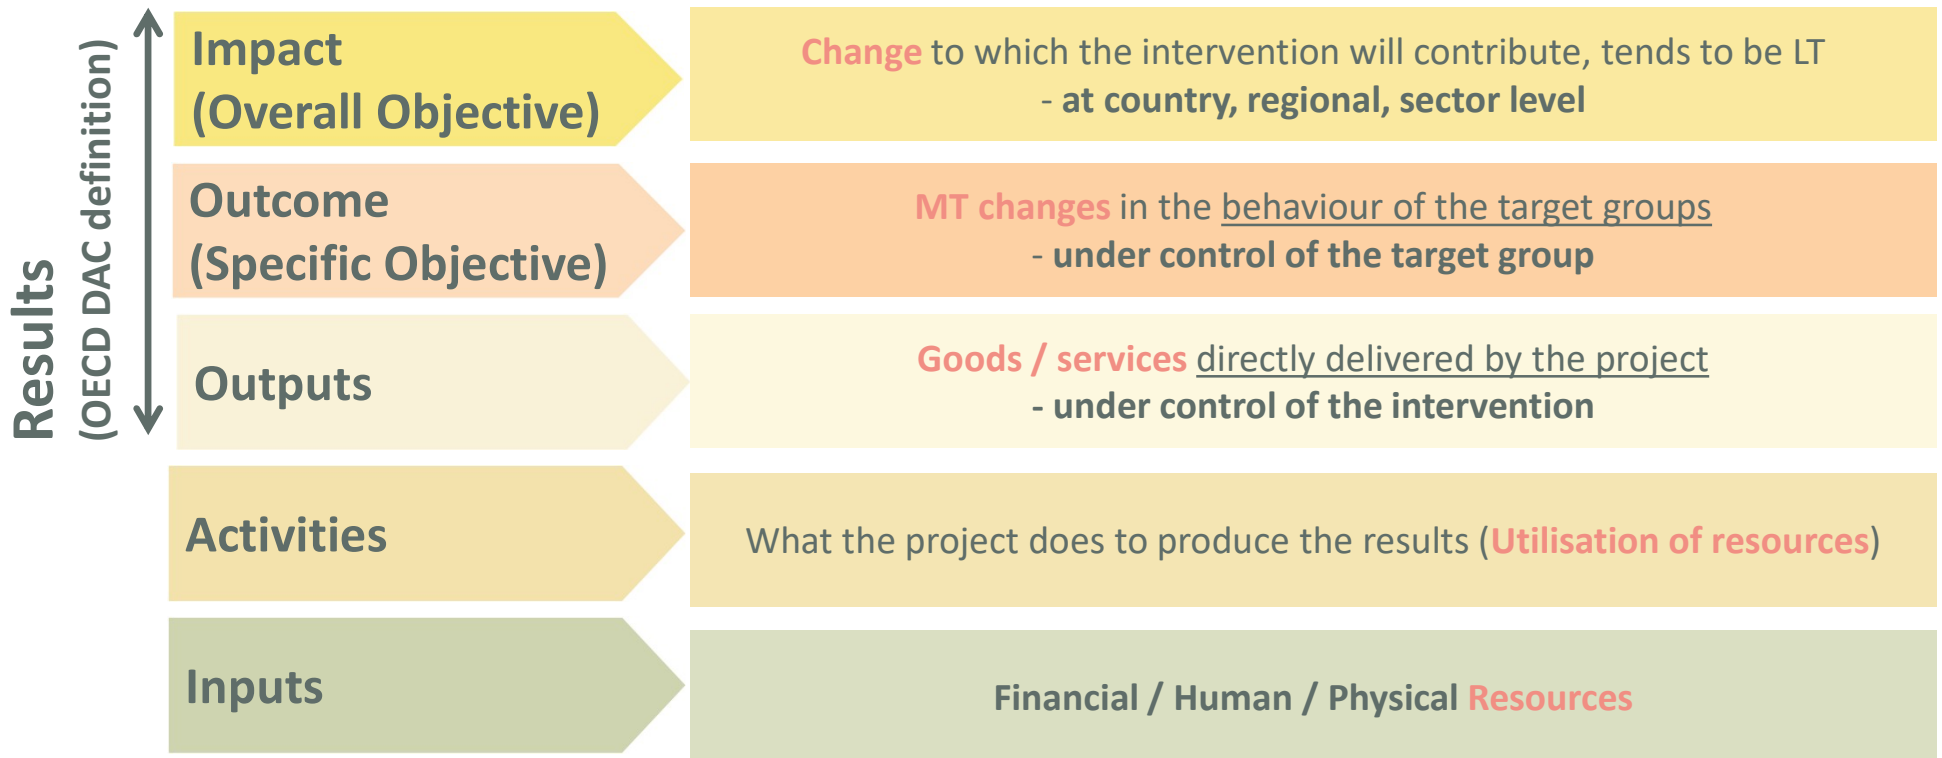 Results
(OECD DAC definition)
Impact
(Overall Objective)
Change to which the intervention will contribute, tends to be LT
- at country, regional, sector level
Outcome
(Specific Objective)
MT changes in the behaviour of the target groups
- under control of the target group
Outputs
Goods / services directly delivered by the project
- under control of the intervention
Activities
What the project does to produce the results (Utilisation of resources)
Inputs
Financial / Human / Physical Resources